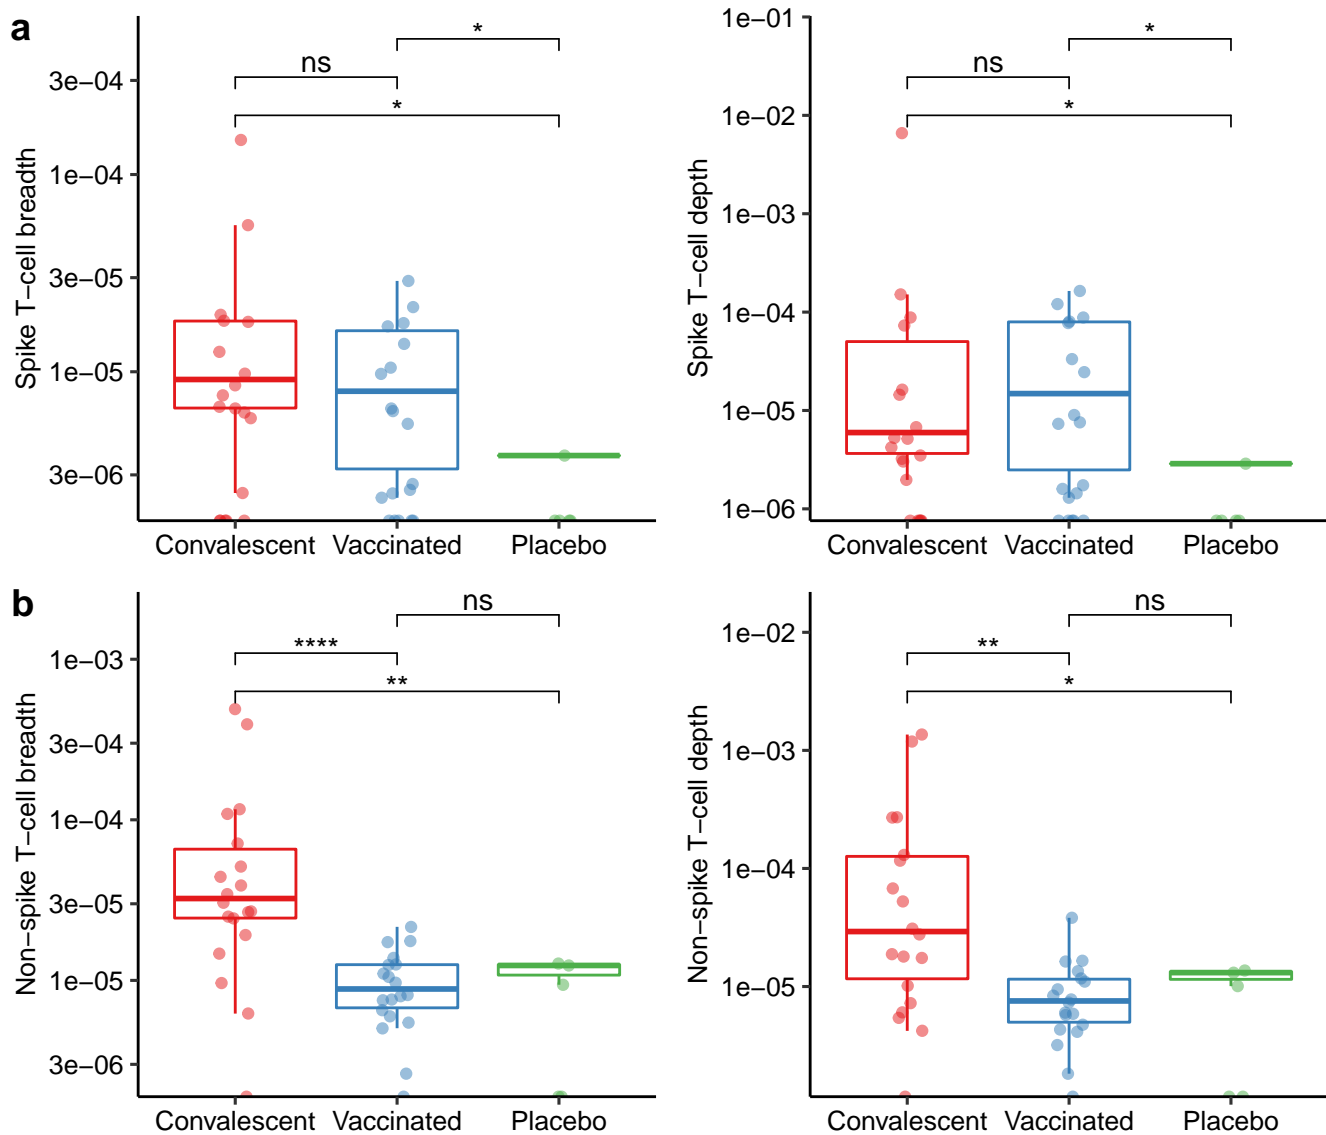 a
Spike T−cell breadth
3e−04
1e−04
3e−05
1e−05
3e−06
*
ns
*
Convalescent Vaccinated Placebo
Spike T−cell depth
1e−01
1e−02
1e−03
1e−04
1e−05
1e−06
*
ns
*
Convalescent Vaccinated Placebo
b
Non−spike T−cell breadth
1e−03
3e−04
1e−04
3e−05
1e−05
3e−06
ns
****
**
Convalescent Vaccinated Placebo
Non−spike T−cell depth
1e−02
1e−03
1e−04
1e−05
ns
**
*
Convalescent Vaccinated Placebo